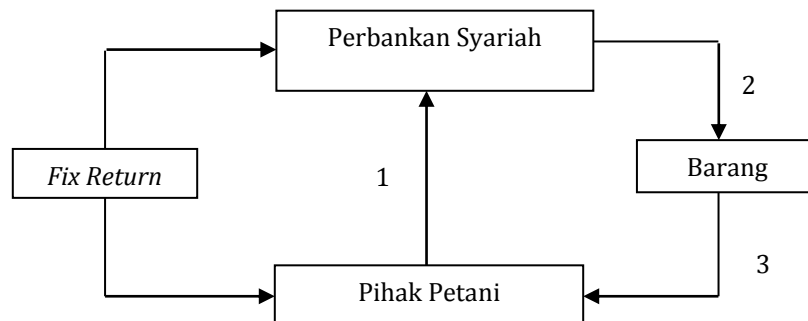 Perbankan Syariah
2
Fix Return
1
Barang
3
Pihak Petani